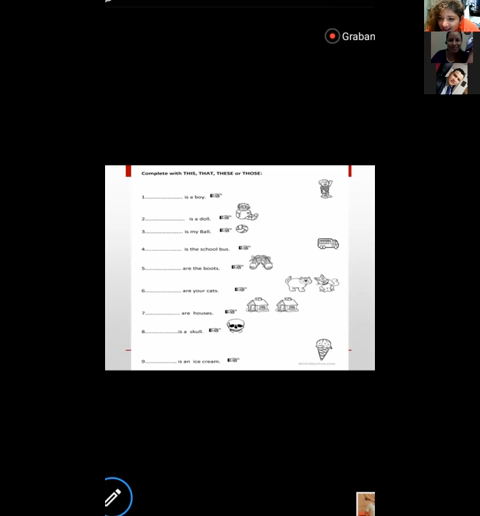 Graban
Complete with THIS, THAT, THESE or THOSE:
1.................... is a boy.
2..................... is a doll.
3..................... is my Ball.
4..................... is the school bus.
5.................... are the boots.
6.................... are your cats.
7.................... are houses.
8.................is a skull.
9................. is an ice cream.